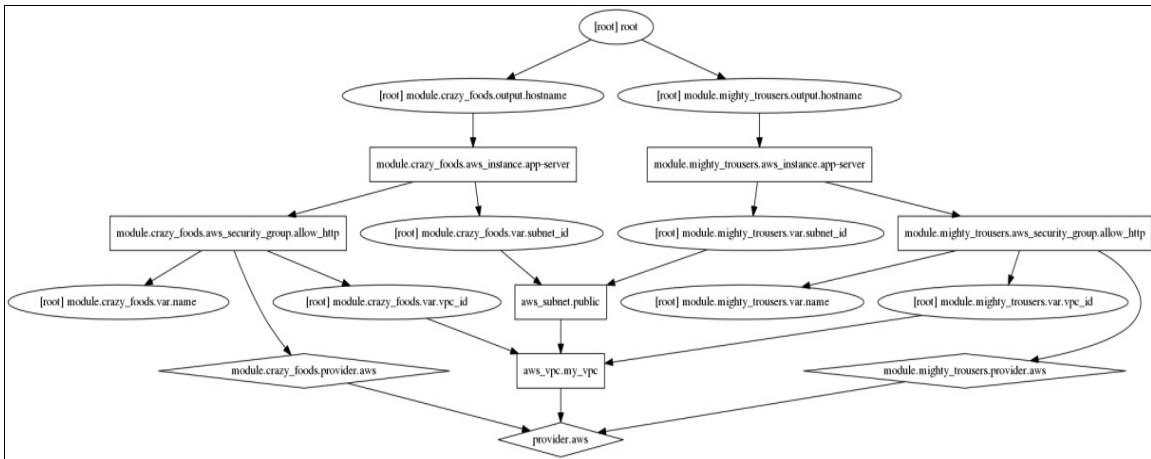 [root] root
[root] module.crazy_foods.output.hostname
[root] module.mighty_trousers.output.hostname
module.crazy_foods.aws_instance.app-server
module.mighty_trousers.aws_instance.app-server
module.crazy_foods.aws_security_group.allow_http
[root] module.crazy_foods.var.subnet_id
[root] module.mighty_trousers.var.subnet_id
module.mighty_trousers.aws_security_group.allow_http
[root] module.crazy_foods.var.name
[root] module.crazy_foods.var.vpc_id
aws_subnet.public
[root] module.mighty_trousers.var.name
[root] module.mighty_trousers.var.vpc_id
module.crazy_foods.provider.aws
aws_vpc.my_vpc
module.mighty_trousers.provider.aws
provider.aws